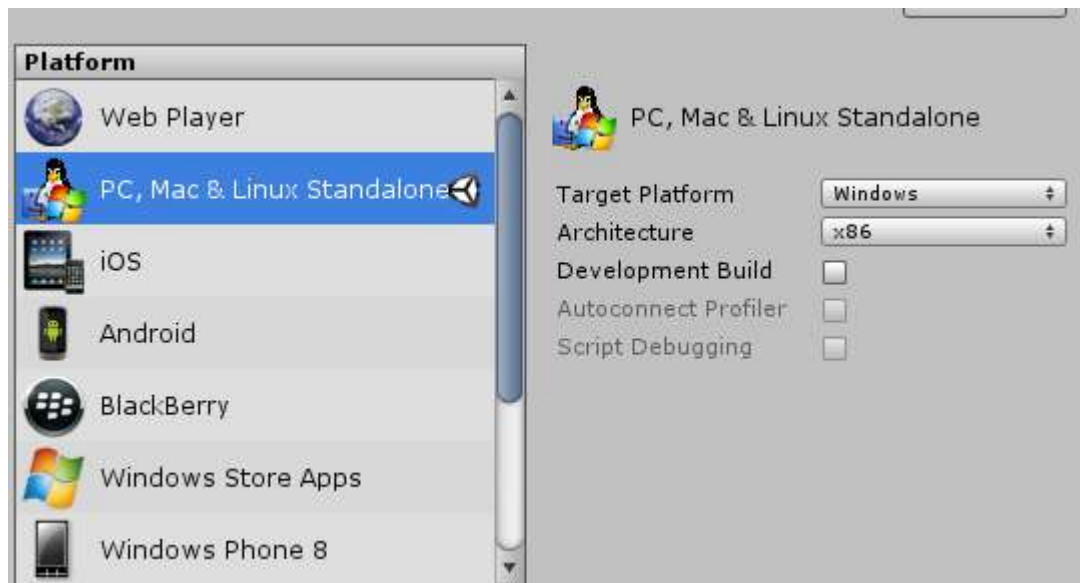 Platform
Web Player
PC, Mac & Linux Standalone
iOS
Android
BlackBerry
Windows Store Apps
Windows Phone 8
PC, Mac & Linux Standalone
Target Platform Windows
Architecture x86
Development Build
Autoconnect Profiler
Script Debugging